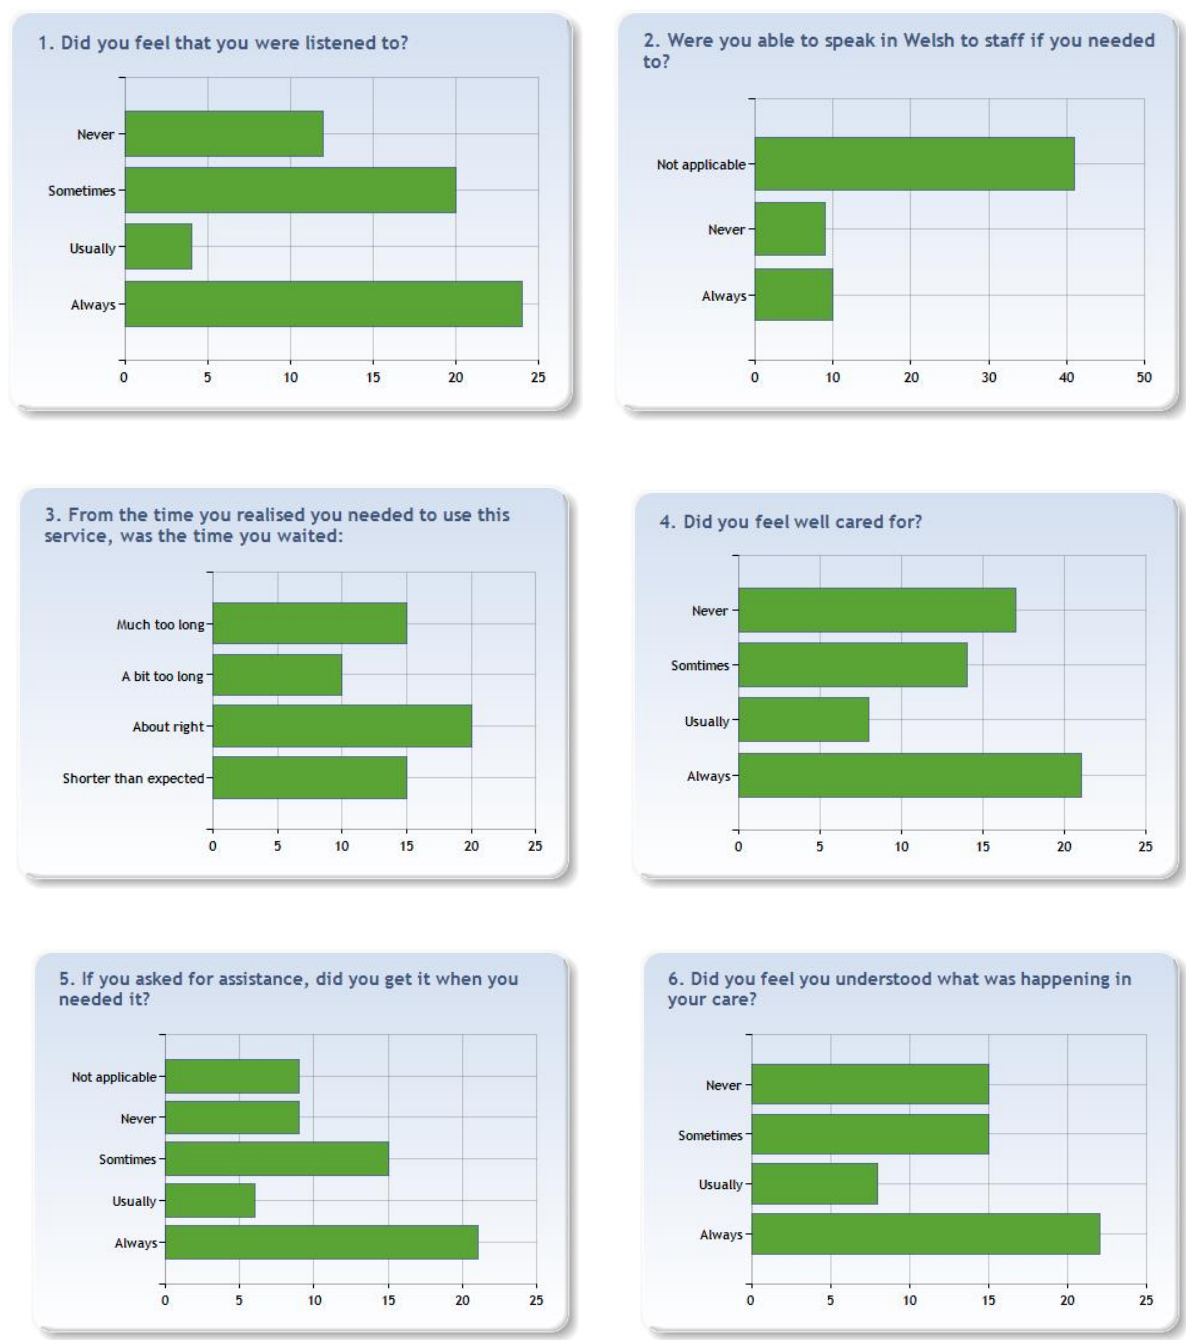 1. Did you feel that you were listened to?
Never
Sometimes
Usually
Always
0 5 10 15 20 25
2. Were you able to speak in Welsh to staff if you needed
to?
Not applicable
Never
Always
0 10 20 30 40 50
3. From the time you realised you needed to use this
service, was the time you waited:
Much too long
A bit too long
About right
Shorter than expected
0 5 10 15 20 25
4. Did you feel well cared for?
Never
Somtimes
Usually
Always
0 5 10 15 20 25
5. If you asked for assistance, did you get it when you
needed it?
Not applicable
Never
Somtimes
Usually
Always
0 5 10 15 20 25
6. Did you feel you understood what was happening in
your care?
Never
Sometimes
Usually
Always
0 5 10 15 20 25